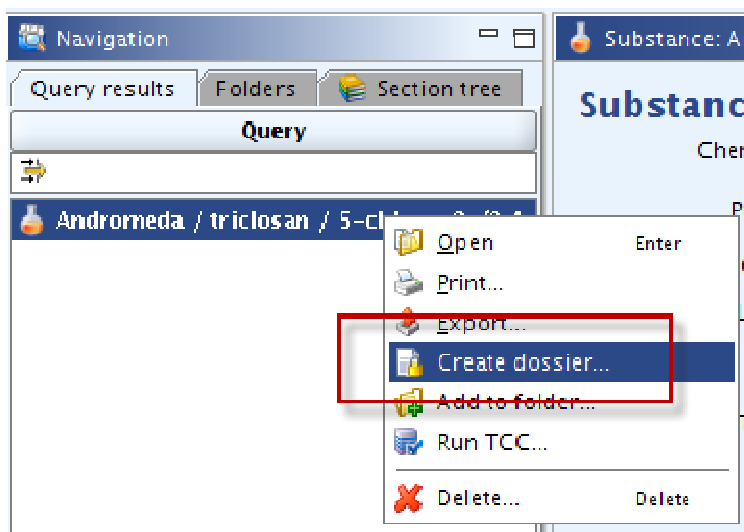 Navigation
Substance: A
Query results Folders Section tree
Substanc
Query
Cher
P
Andromeda / triclosan /
Open Enter
Print...
Export...
Create dossier...
Add to folder...
Run TCC...
Delete... Delete